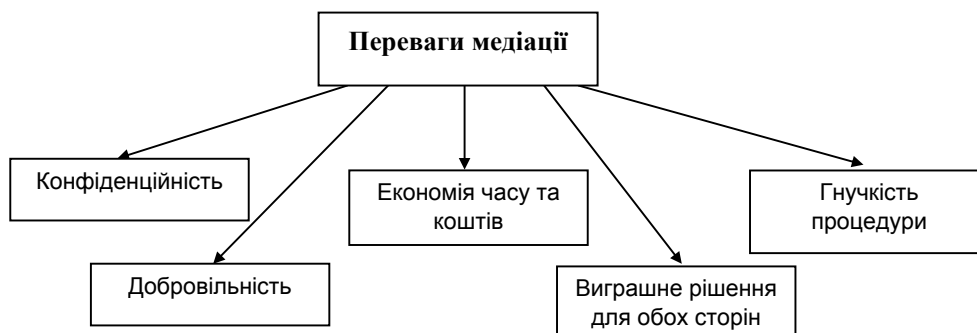 Переваги медіації
Конфіденційність
Економія часу та
коштів
Гнучкість
процедури
Добровільність
Виграшне рішення
для обох сторін